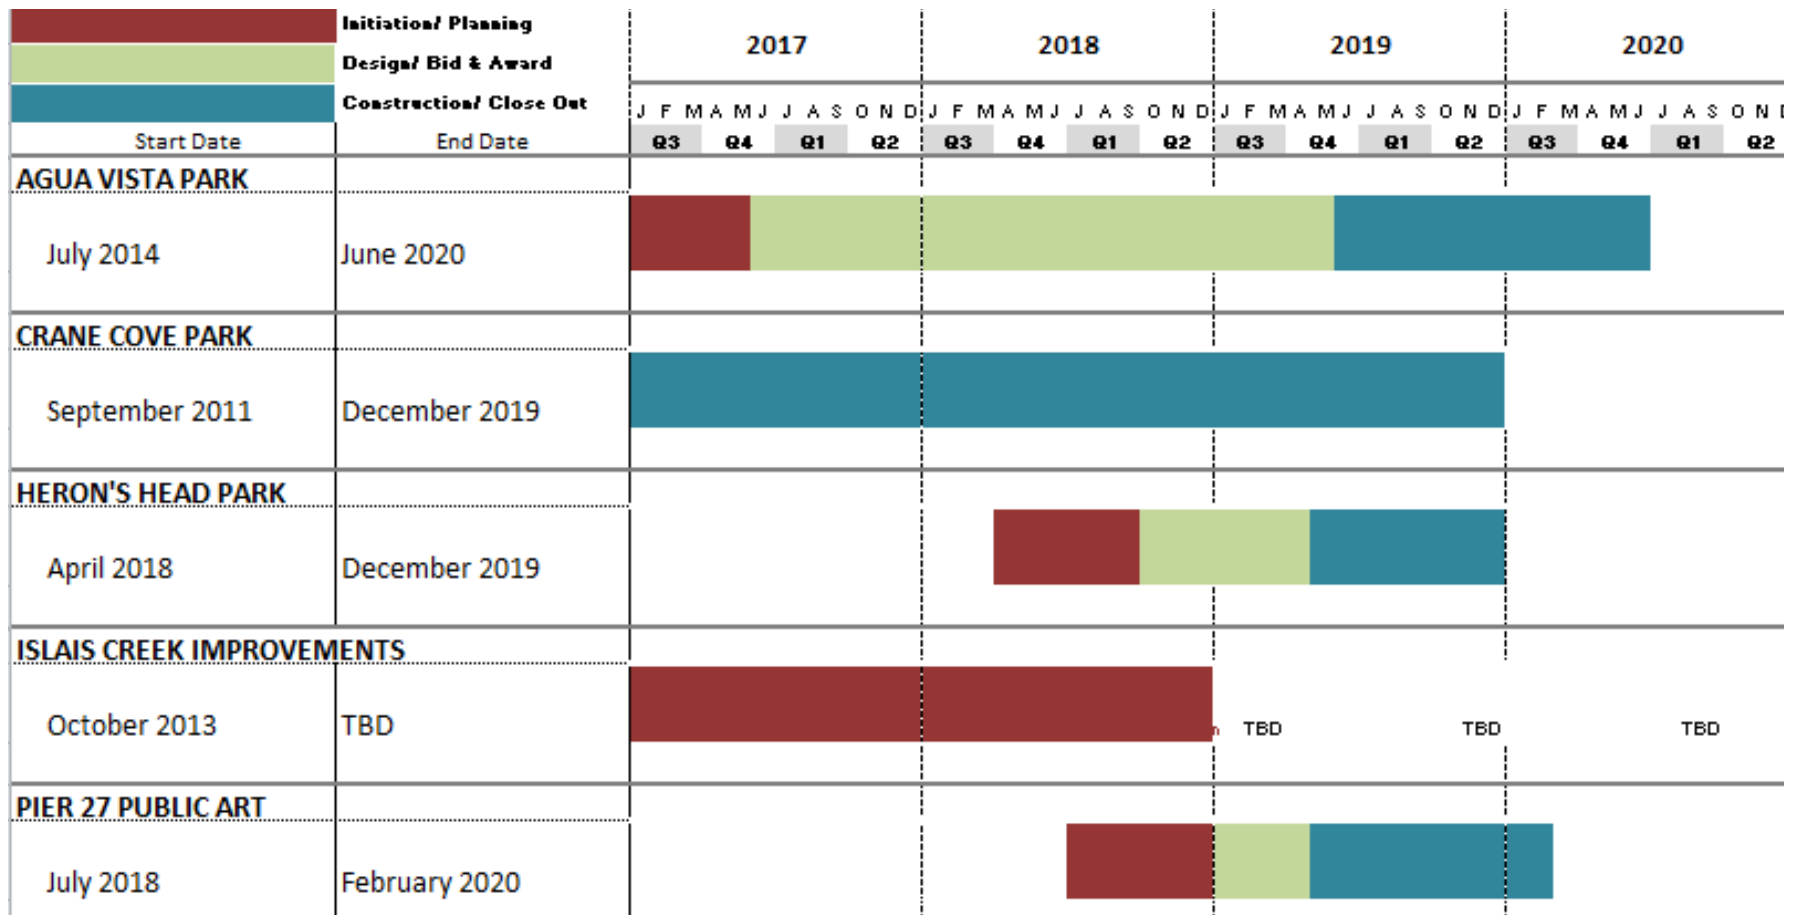 Initiation/ Planning
Design/ Bid & Award
Construction/ Close Out
2017 2018 2019 2020
J F M A M J J A S O N D J F M A M J J A S O N D J F M A M J J A S O N D J F M A M J J A S O N
Start Date End Date Q3 Q4 Q1 Q2 Q3 Q4 Q1 Q2 Q3 Q4 Q1 Q2 Q3 Q4 Q1 Q2
AGUA VISTA PARK
July 2014 June 2020
CRANE COVE PARK
September 2011 December 2019
HERON'S HEAD PARK
April 2018 December 2019
ISLAIS CREEK IMPROVEMENTS
October 2013 TBD TBD TBD TBD
PIER 27 PUBLIC ART
July 2018 February 2020